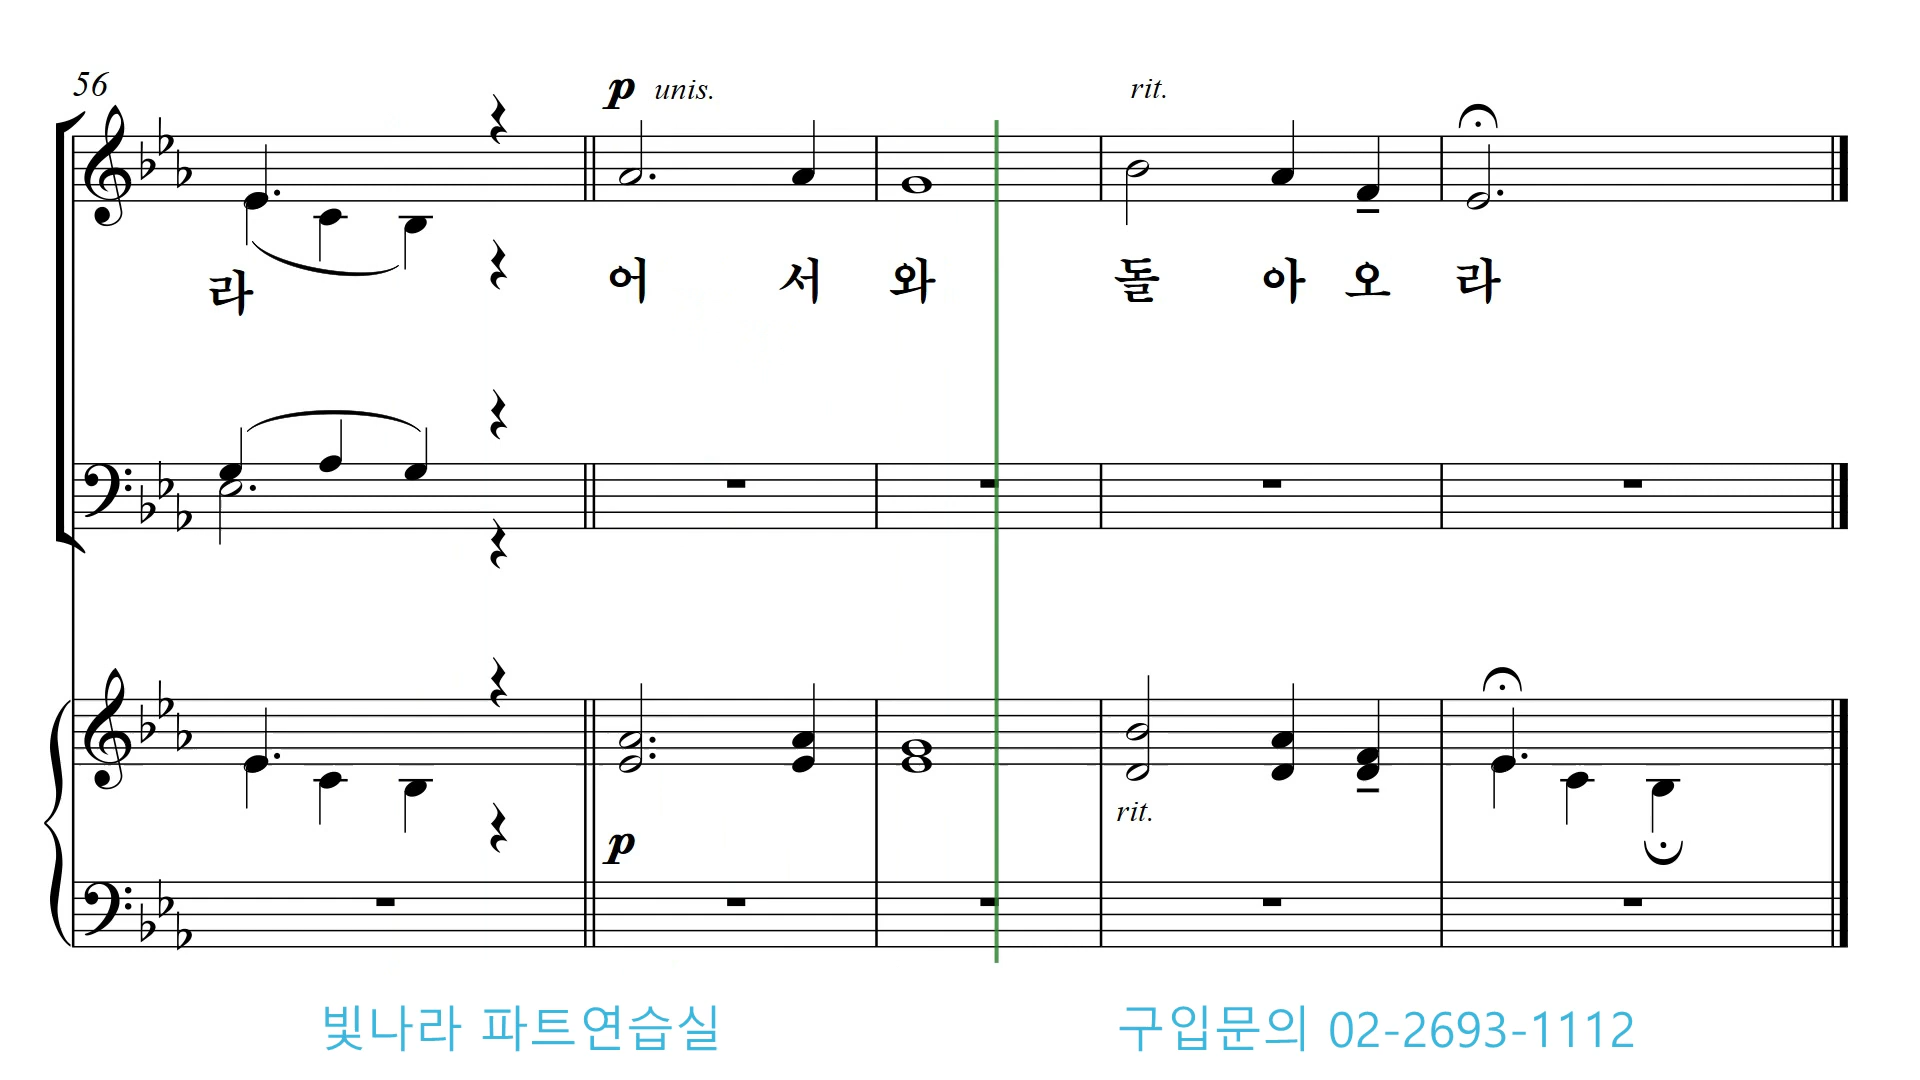 56
p unis.
rit.
라 어 서 와 돌 아 오 라
rit.
p
빛나라 파트연습실 구입문의 02-2693-1112